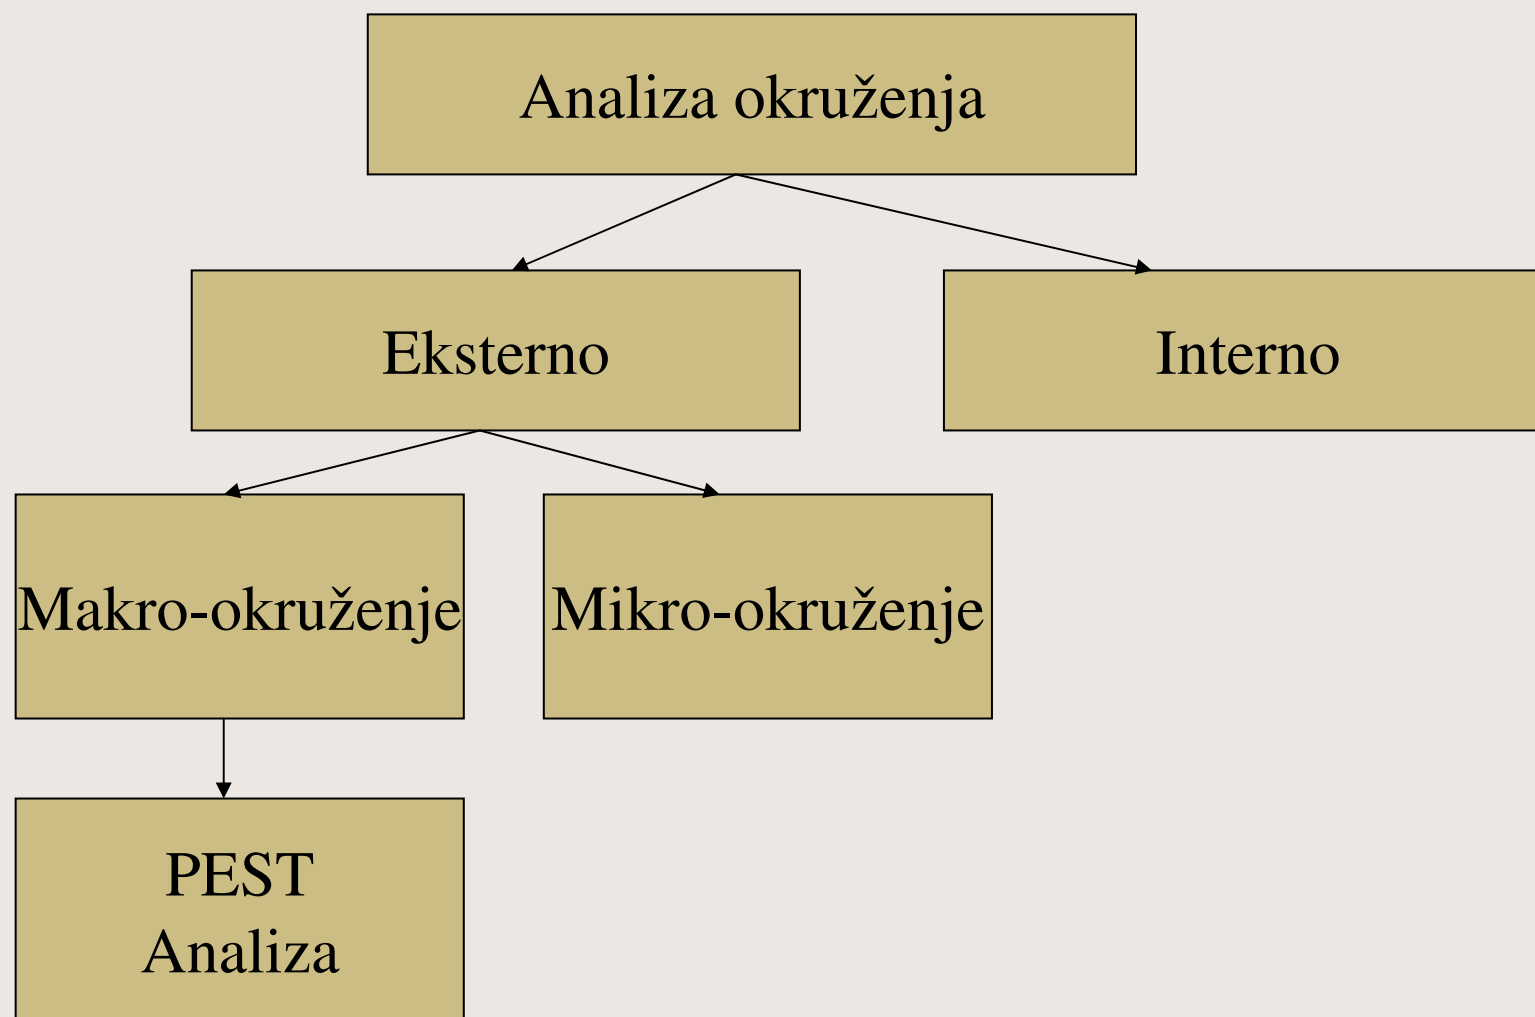 Analiza okruženja
Eksterno
Interno
Makro-okruženje
Mikro-okruženje
PEST
Analiza